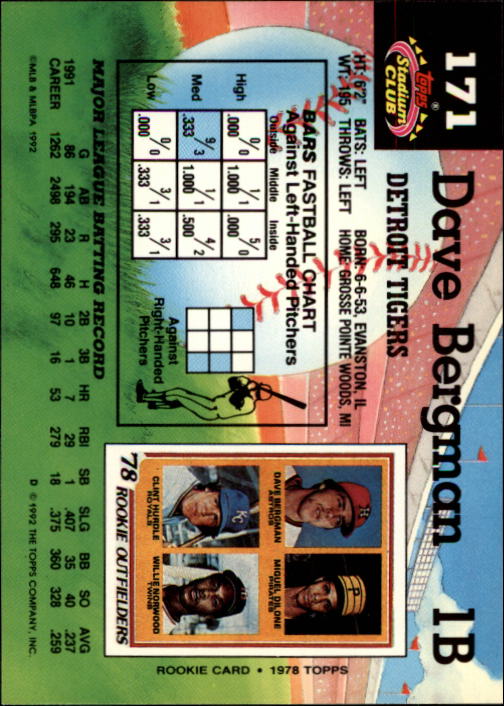 171
Topps®
Stadium
CLUB
Dave Bergman 1B
DETROIT TIGERS
HT: 6'2" BATS: LEFT BORN: 6-6-53, EVANSTON, IL
WT: 195 THROWS: LEFT HOME: GROSSE POINTE WOODS, MI
BARS FASTBALL CHART
Against Left-Handed Pitchers
Outside Middle Inside
High 0/0 .000 1/1 1.000 5/0 .000
Med 9/3 .333 1/1 1.000 4/2 .500
Low 0/0 .000 3/1 .333 3/1 .333
Against
Right-Handed
Pitchers
MAJOR LEAGUE BATTING RECORD
G AB R H 2B 3B HR RBI SB SLG BB SO AVG
1991 86 194 23 46 10 1 7 29 1 .407 35 40 .237
CAREER 1262 2498 295 648 97 16 53 279 18 .375 360 328 .259
©MLB & MLBPA 1992
D © 1992 THE TOPPS COMPANY, INC.
DAVE BERGMAN
ASTROS
MIGUEL DILONE
PIRATES
CLINT HURDLE
ROYALS
WILLIE NORWOOD
TWINS
78 ROOKIE OUTFIELDERS
ROOKIE CARD • 1978 TOPPS